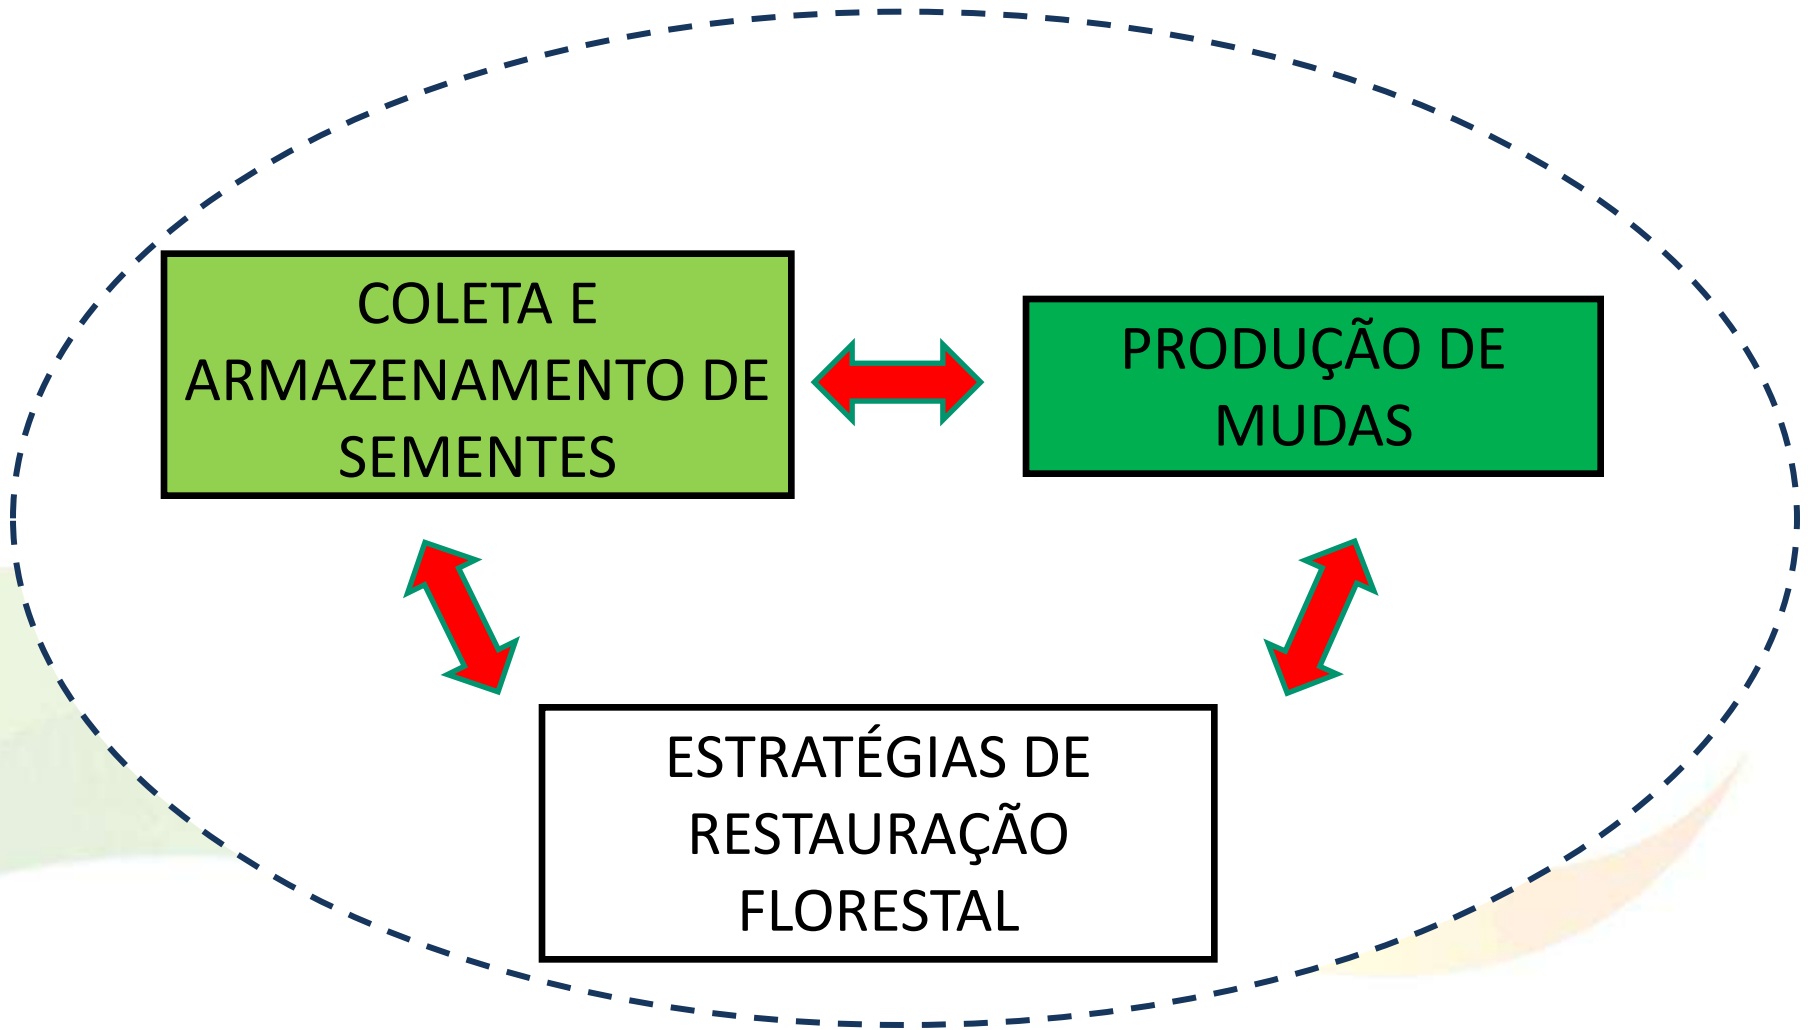 COLETA E
ARMAZENAMENTO DE
SEMENTES
PRODUÇÃO DE
MUDAS
ESTRATÉGIAS DE
RESTAURAÇÃO
FLORESTAL